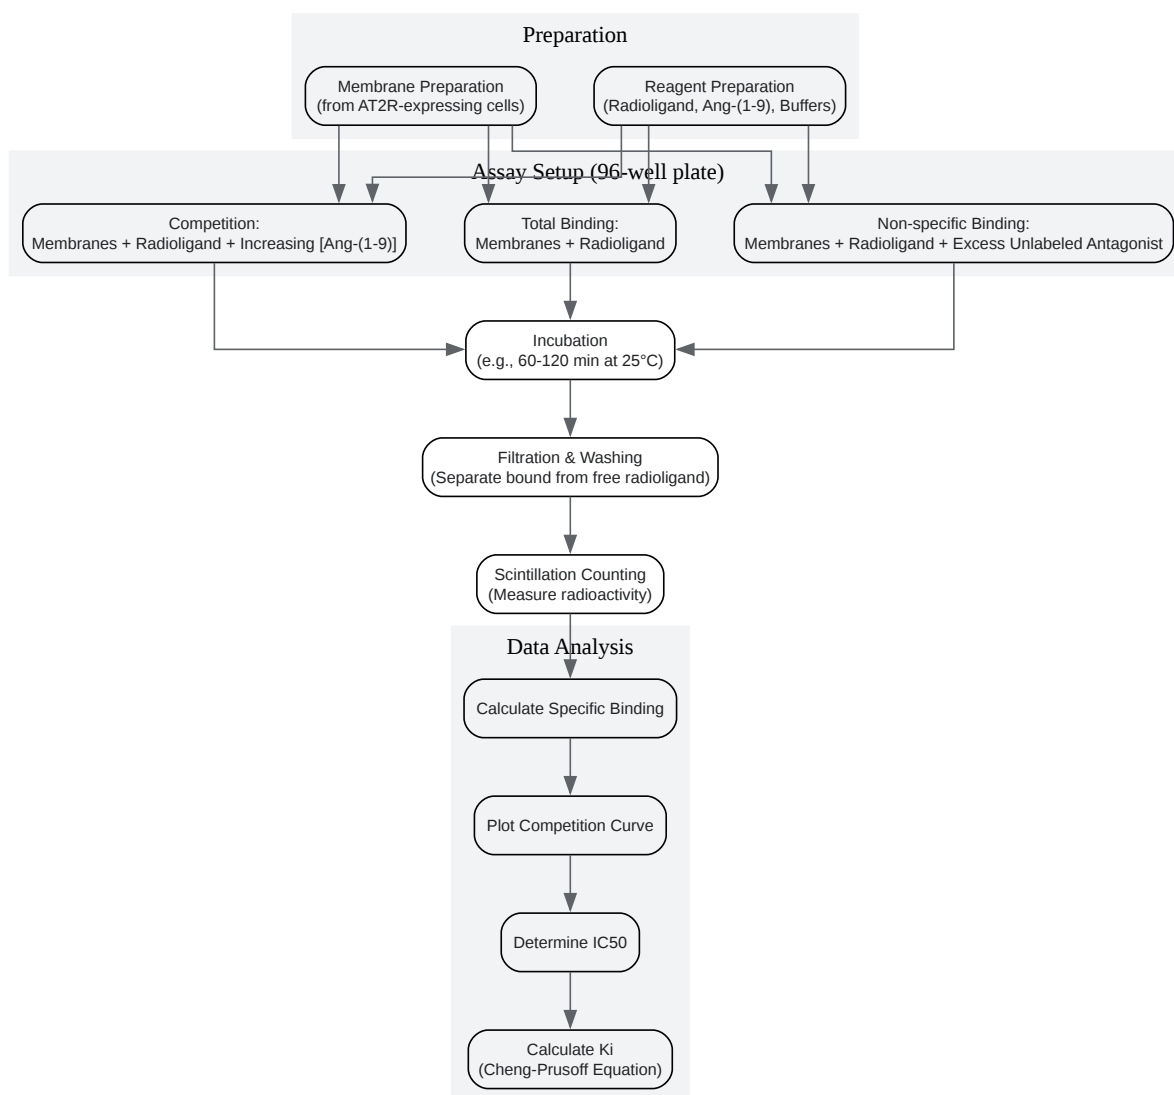 Preparation
Membrane Preparation
(from AT2R-expressing cells)
Reagent Preparation
(Radioligand, Ang-(1-9), Buffers)
Assay Setup (96-well plate)
Competition:
Membranes + Radioligand + Increasing [Ang-(1-9)]
Total Binding:
Membranes + Radioligand
Non-specific Binding:
Membranes + Radioligand + Excess Unlabeled Antagonist
Incubation
(e.g., 60-120 min at 25°C)
Filtration & Washing
(Separate bound from free radioligand)
Scintillation Counting
(Measure radioactivity)
Data Analysis
Calculate Specific Binding
Plot Competition Curve
Determine IC50
Calculate Ki
(Cheng-Prusoff Equation)